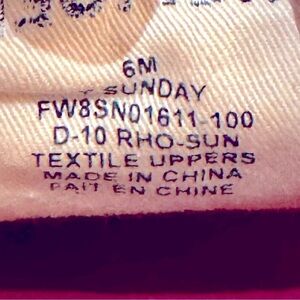 6M
SUNDAY
FW8SN01611-100
D-10 RHO-SUN
TEXTILE UPPERS
MADE IN CHINA
FAIT EN CHINE